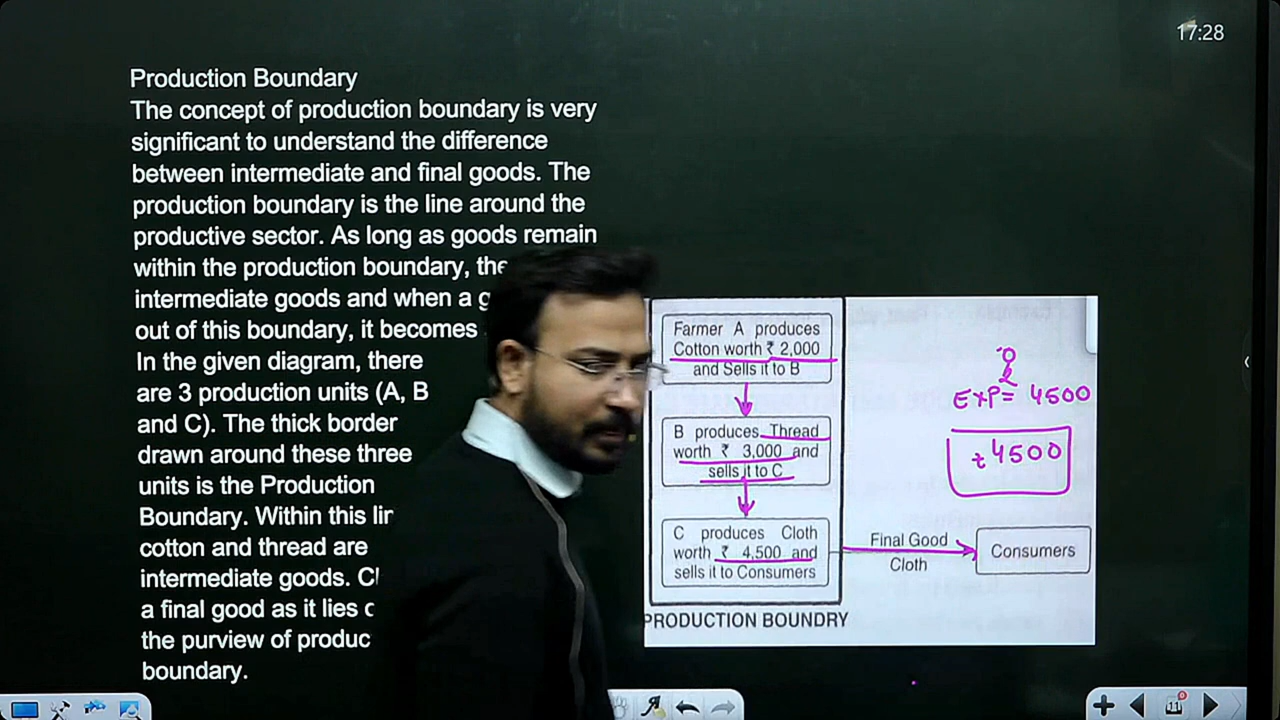 17:28
Production Boundary
The concept of production boundary is very
significant to understand the difference
between intermediate and final goods. The
production boundary is the line around the
productive sector. As long as goods remain
within the production boundary,
intermediate goods and when a
out of this boundary, it becomes
In the given diagram, there
are 3 production units (A, B
and C). The thick border
drawn around these three
units is the Production
Boundary. Within this
cotton and thread are
intermediate goods.
a final good as it lies
the purview of
boundary.
Farmer A produces
Cotton worth ₹ 2,000
and Sells it to B
B produces Thread
worth ₹ 3,000 and
sells it to C
C produces Cloth
worth ₹ 4,500 and
sells it to Consumers
PRODUCTION BOUNDRY
Final Good
Cloth
Consumers
EXP= 4500
4500
11